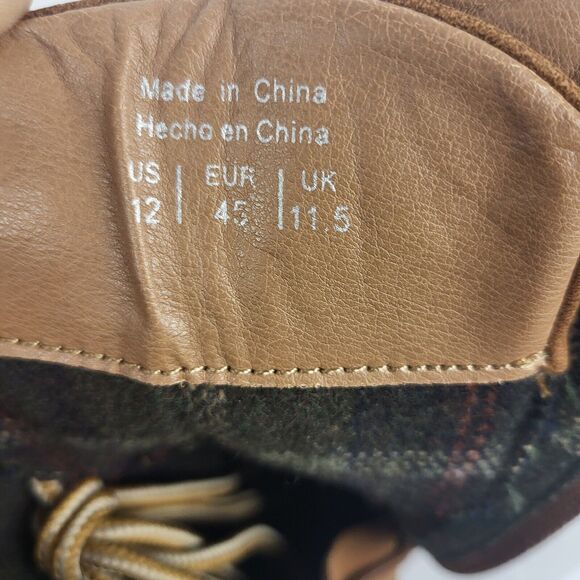 Made in China
Hecho en China
US | EUR | UK
12 | 45 | 11.5